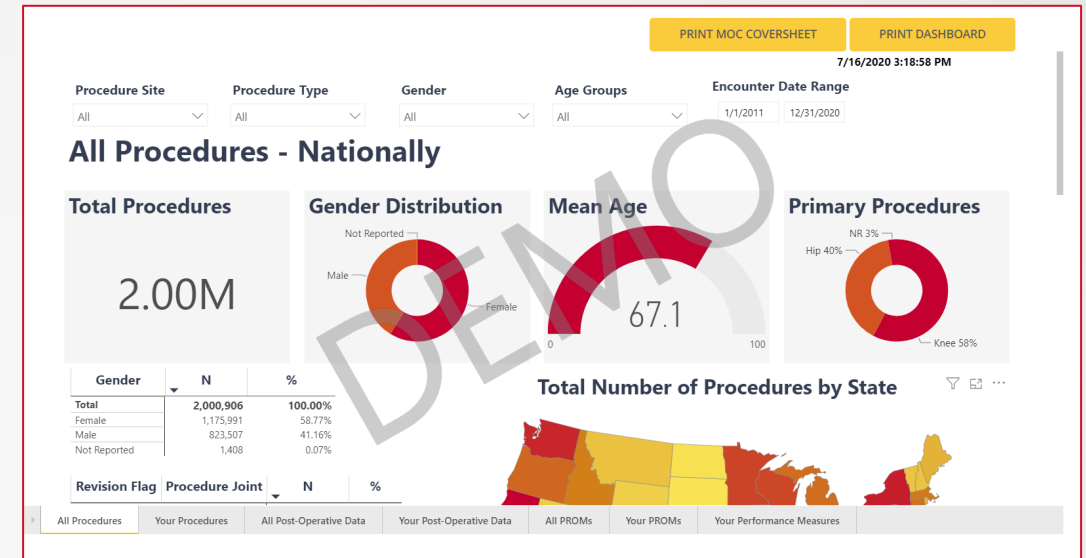 PRINT MOC COVERSHEET PRINT DASHBOARD
7/16/2020 3:18:58 PM
Procedure Site Procedure Type Gender Age Groups Encounter Date Range
All All All All 1/1/2011 12/31/2020
All Procedures - Nationally
Total Procedures Gender Distribution Mean Age Primary Procedures
Not Reported NR 3%
Hip 40%
Male
2.00M Female 67.1
0 100 Knee 58%
DEMO
Gender N %
Total 2,000,906 100.00%
Female 1,175,991 58.77%
Male 823,507 41.16%
Not Reported 1,408 0.07%
Total Number of Procedures by State
Revision Flag Procedure Joint N %
All Procedures Your Procedures All Post-Operative Data Your Post-Operative Data All PROMs Your PROMs Your Performance Measures